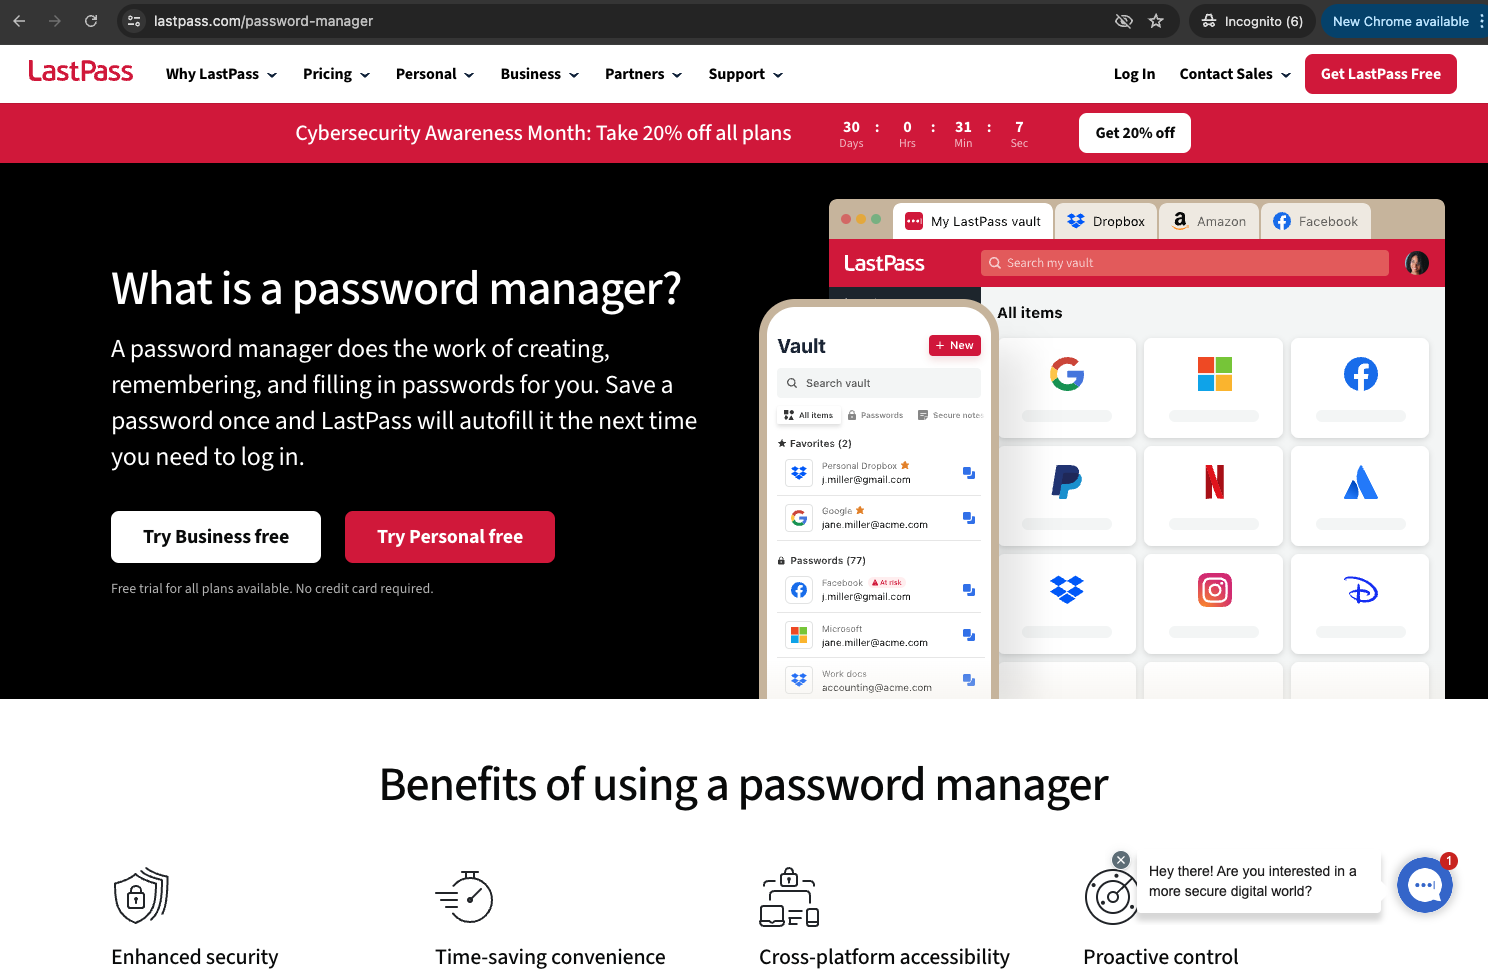 lastpass.com/password-manager
Incognito (6)
New Chrome available
LastPass
Why LastPass
Pricing
Personal
Business
Partners
Support
Log In
Contact Sales
Get LastPass Free
Cybersecurity Awareness Month: Take 20% off all plans
30 : 0 : 31 : 7
Days Hrs Min Sec
Get 20% off
What is a password manager?
A password manager does the work of creating,
remembering, and filling in passwords for you. Save a
password once and LastPass will autofill it the next time
you need to log in.
Try Business free
Try Personal free
Free trial for all plans available. No credit card required.
My LastPass vault
Dropbox
Amazon
Facebook
LastPass
Search my vault
All items
Vault
+ New
Search vault
All items
Passwords
Secure notes
Favorites (2)
Personal Dropbox
j.miller@gmail.com
Google
jane.miller@acme.com
Passwords (77)
Facebook
At risk
j.miller@gmail.com
Microsoft
jane.miller@acme.com
Work docs
accounting@acme.com
Benefits of using a password manager
Enhanced security
Time-saving convenience
Cross-platform accessibility
Proactive control
Hey there! Are you interested in a
more secure digital world?
1